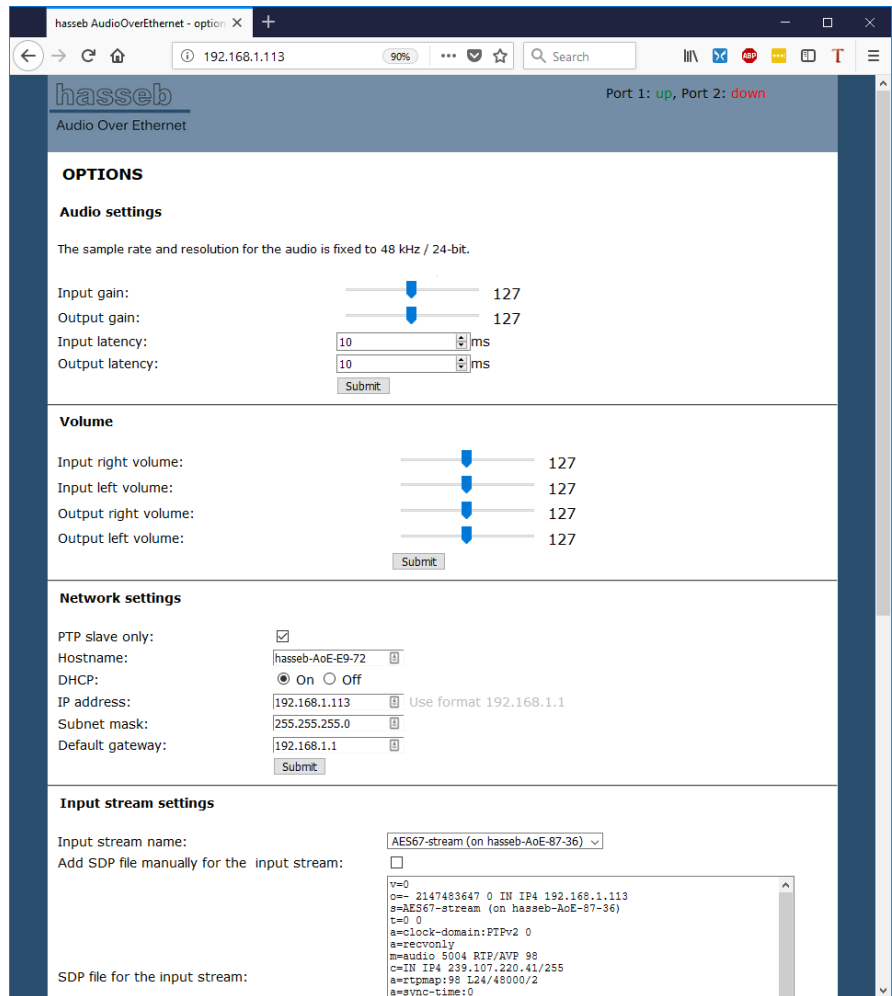 hasseb AudioOverEthernet - option
192.168.1.113
90%
Search
ABP
T
hasseb
Audio Over Ethernet
Port 1: up, Port 2: down
OPTIONS
Audio settings
The sample rate and resolution for the audio is fixed to 48 kHz / 24-bit.
Input gain: 127
Output gain: 127
Input latency: 10 ms
Output latency: 10 ms
Submit
Volume
Input right volume: 127
Input left volume: 127
Output right volume: 127
Output left volume: 127
Submit
Network settings
PTP slave only:
Hostname: hasseb-AoE-E9-72
DHCP: On Off
IP address: 192.168.1.113 Use format 192.168.1.1
Subnet mask: 255.255.255.0
Default gateway: 192.168.1.1
Submit
Input stream settings
Input stream name: AES67-stream (on hasseb-AoE-87-36)
Add SDP file manually for the input stream:
v=0
o=- 2147483647 0 IN IP4 192.168.1.113
s=AES67-stream (on hasseb-AoE-87-36)
t=0 0
a=clock-domain:PTPv2 0
a=recvonly
m=audio 5004 RTP/AVP 98
c=IN IP4 239.107.220.41/255
SDP file for the input stream:
a=rtpmap:98 L24/48000/2
a=sync-time:0